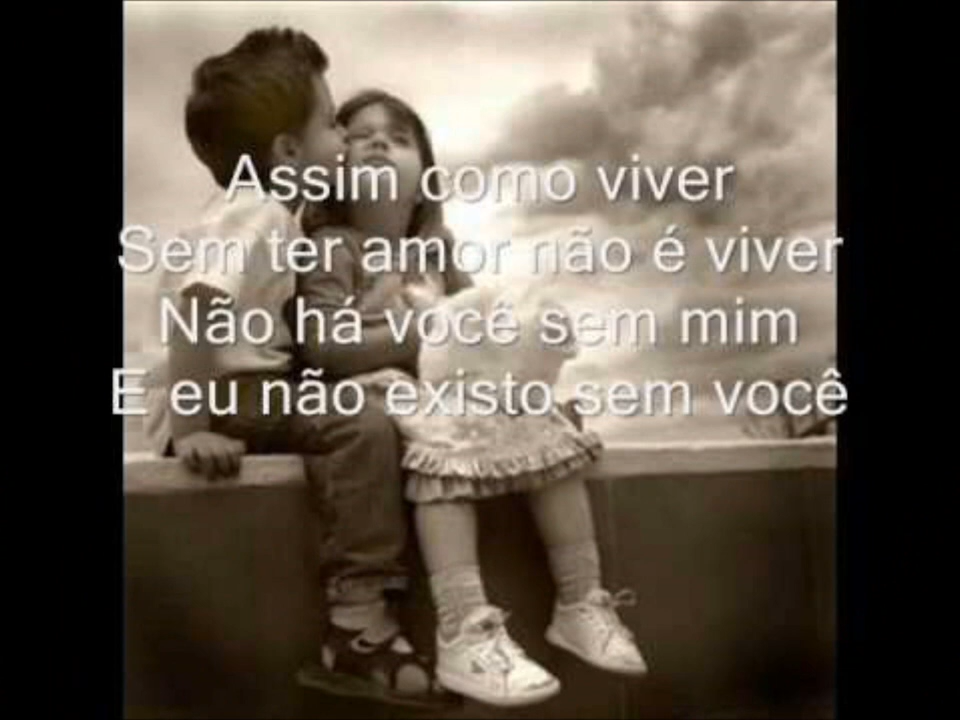 Assim como viver
Sem ter amor não é viver
Não há você sem mim
E eu não existo sem você